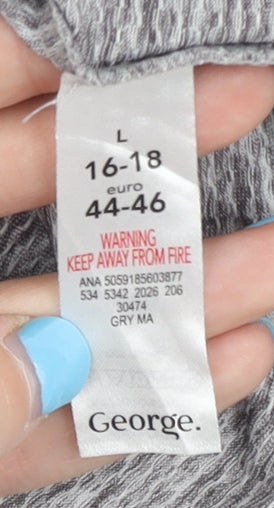 L
16-18
euro
44-46
WARNING
KEEP AWAY FROM FIRE
ANA 5059185603877
534 5342 2026 206
30474
GRY MA
George.